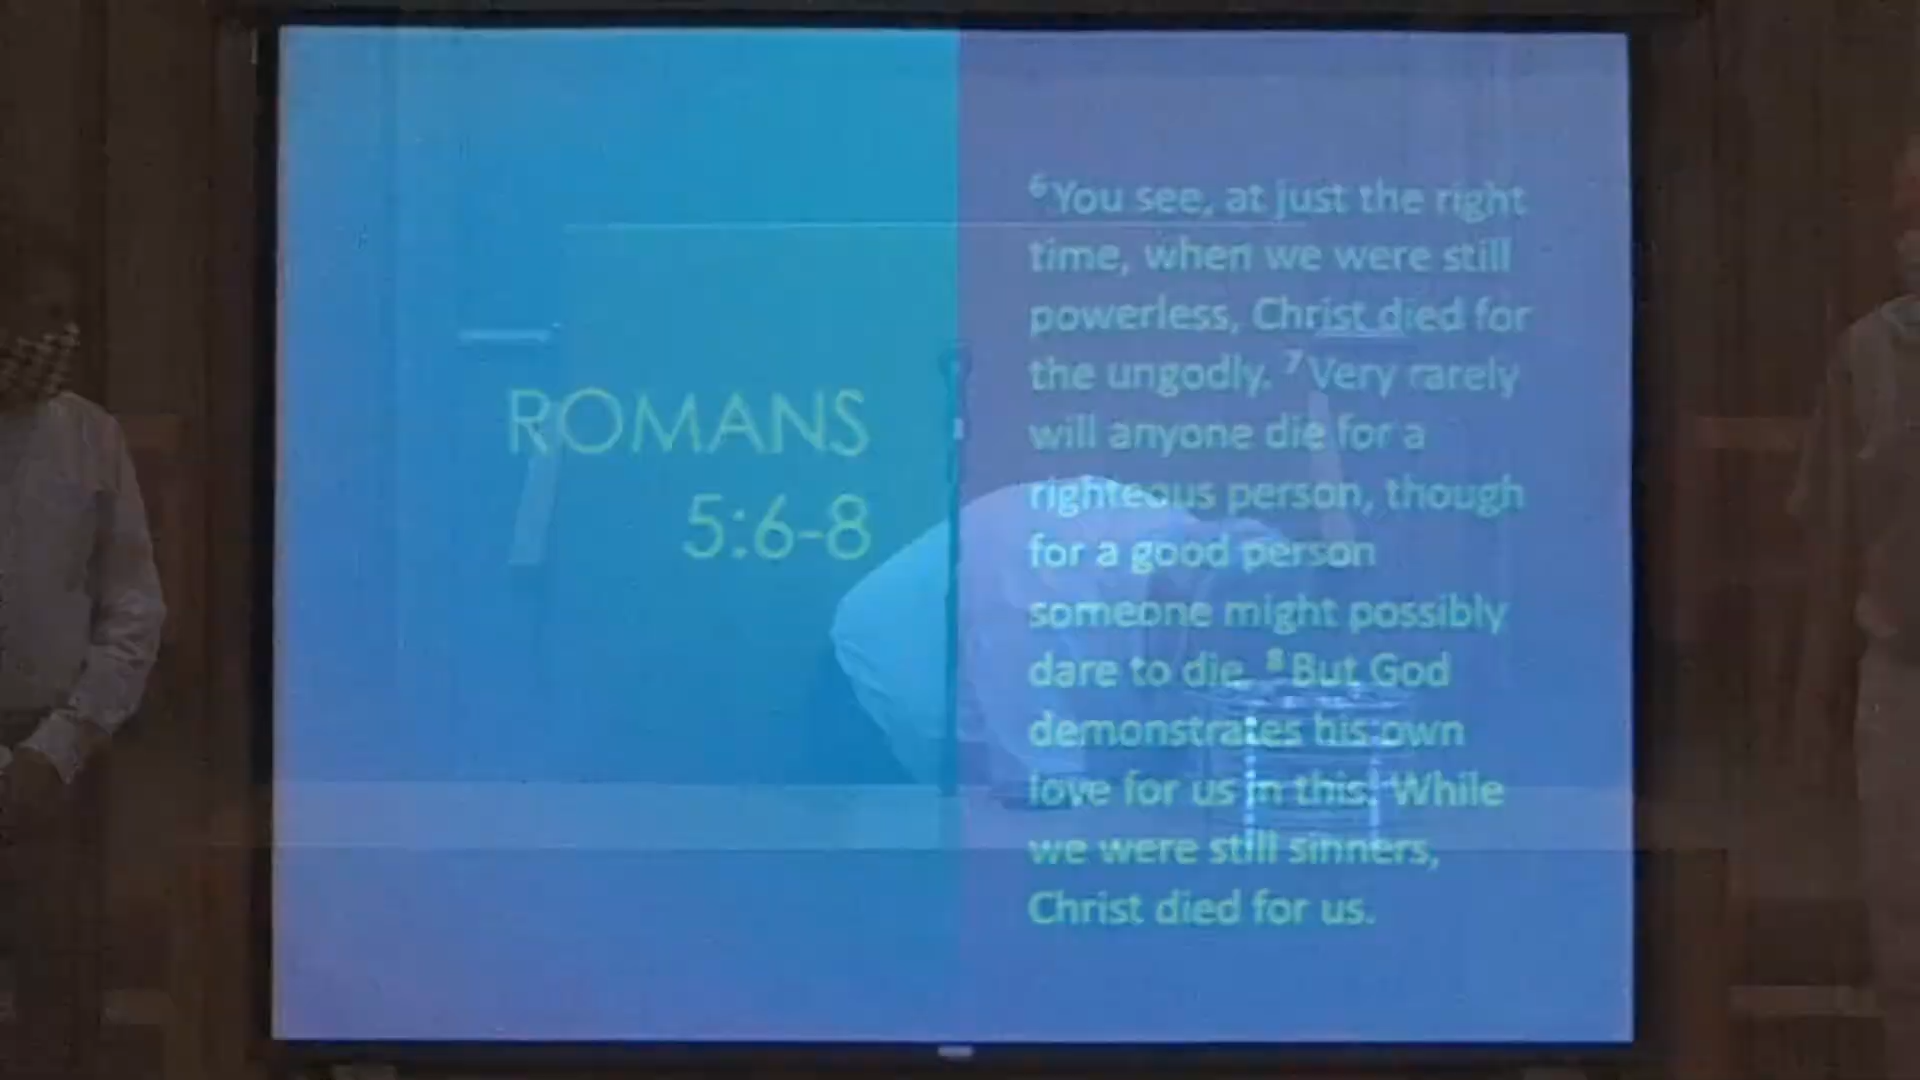 ROMANS
5:6-8
⁶You see, at just the right
time, when we were still
powerless, Christ died for
the ungodly. ⁷Very rarely
will anyone die for a
righteous person, though
for a good person
someone might possibly
dare to die. ⁸But God
demonstrates his own
love for us in this: While
we were still sinners,
Christ died for us.